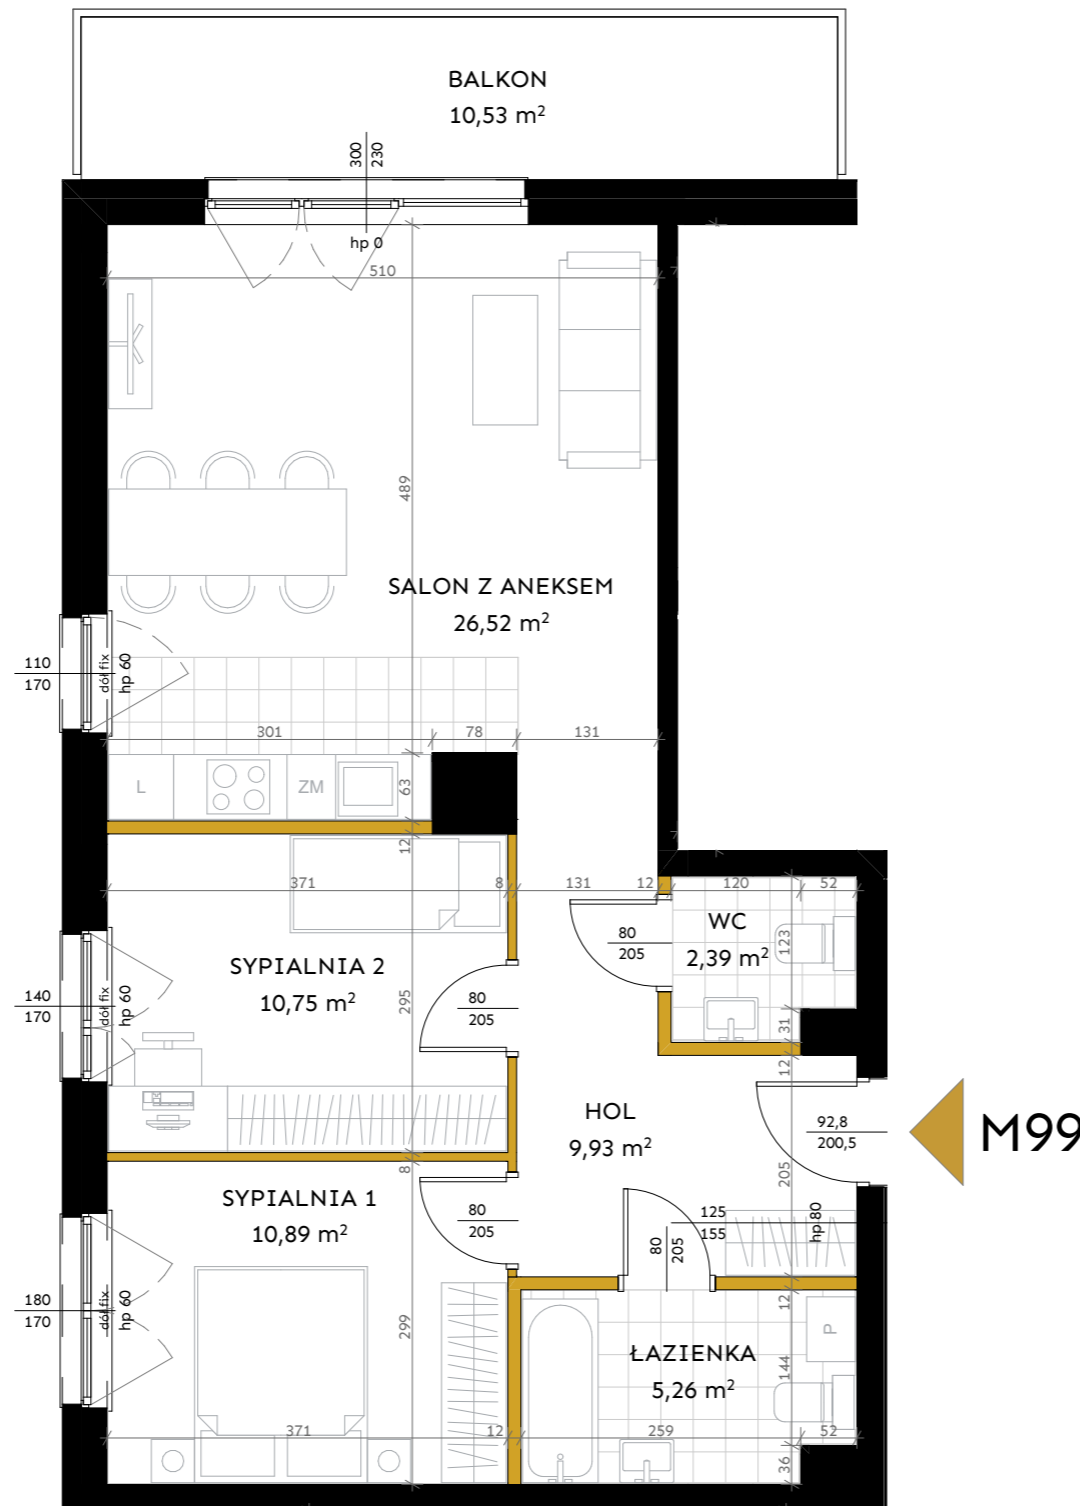 BALKON
10,53 m²
300
230
hp 0
510
489
SALON Z ANEKSEM
26,52 m²
110
170
dół fix
hp 60
301
78
131
L
ZM
63
12
371
8
131
12
120
52
WC
2,39 m²
123
80
205
SYPIALNIA 2
10,75 m²
140
170
dół fix
hp 60
295
80
205
31
12
HOL
9,93 m²
92,8
200,5
M99
8
205
SYPIALNIA 1
10,89 m²
80
205
125
155
hp 80
80
205
180
170
dół fix
hp 60
299
12
P
ŁAZIENKA
5,26 m²
144
371
12
259
52
36